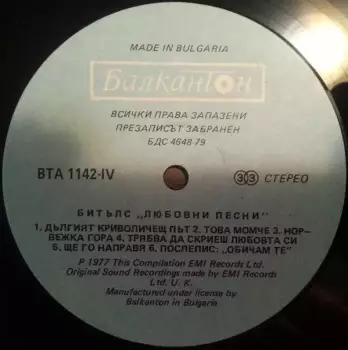 MADE IN BULGARIA
Балкантон
ВСИЧКИ ПРАВА ЗАПАЗЕНИ
ПРЕЗАПИСЪТ ЗАБРАНЕН
БДС 4648-79
ВТА 1142-IV
33 СТЕРЕО
БИТЪЛС „ЛЮБОВНИ ПЕСНИ"
1. ДЪЛГИЯТ КРИВОЛИЧЕЩ ПЪТ 2. ТОВА МОМЧЕ 3. НОР-
ВЕЖКА ГОРА 4. ТРЯБВА ДА СКРИЕШ ЛЮБОВТА СИ
5. ЩЕ ГО НАПРАВЯ 6. ПОСЛЕПИС: „ОБИЧАМ ТЕ"
P 1977 This Compilation EMI Records Ltd.
Original Sound Recordings made by EMI Records
Ltd. U. K.
Manufactured under license by
Balkanton in Bulgaria